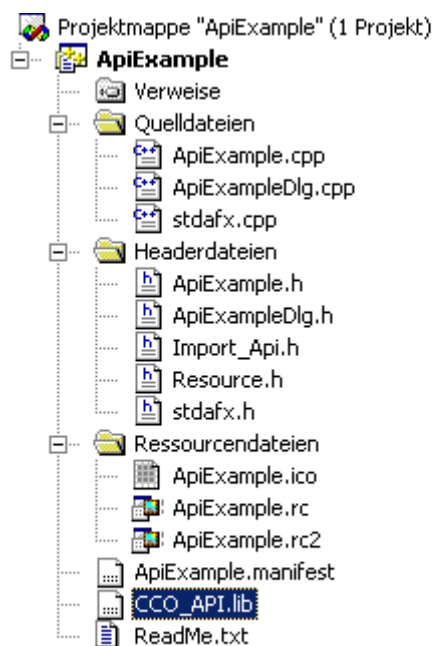 Projektmappe "ApiExample" (1 Projekt)
ApiExample
Verweise
Quelldateien
ApiExample.cpp
ApiExampleDlg.cpp
stdafx.cpp
Headerdateien
ApiExample.h
ApiExampleDlg.h
Import_Api.h
Resource.h
stdafx.h
Ressourcendateien
ApiExample.ico
ApiExample.rc
ApiExample.rc2
ApiExample.manifest
CCO_API.lib
ReadMe.txt